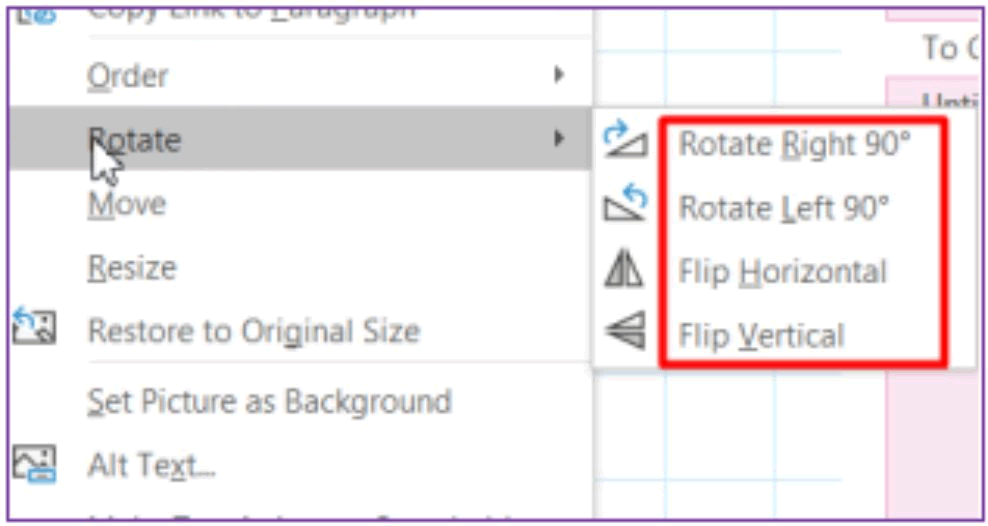 Copy Link to Paragraph
To
Order
Rotate
Rotate Right 90°
Move
Rotate Left 90°
Resize
Flip Horizontal
Restore to Original Size
Flip Vertical
Set Picture as Background
Alt Text...